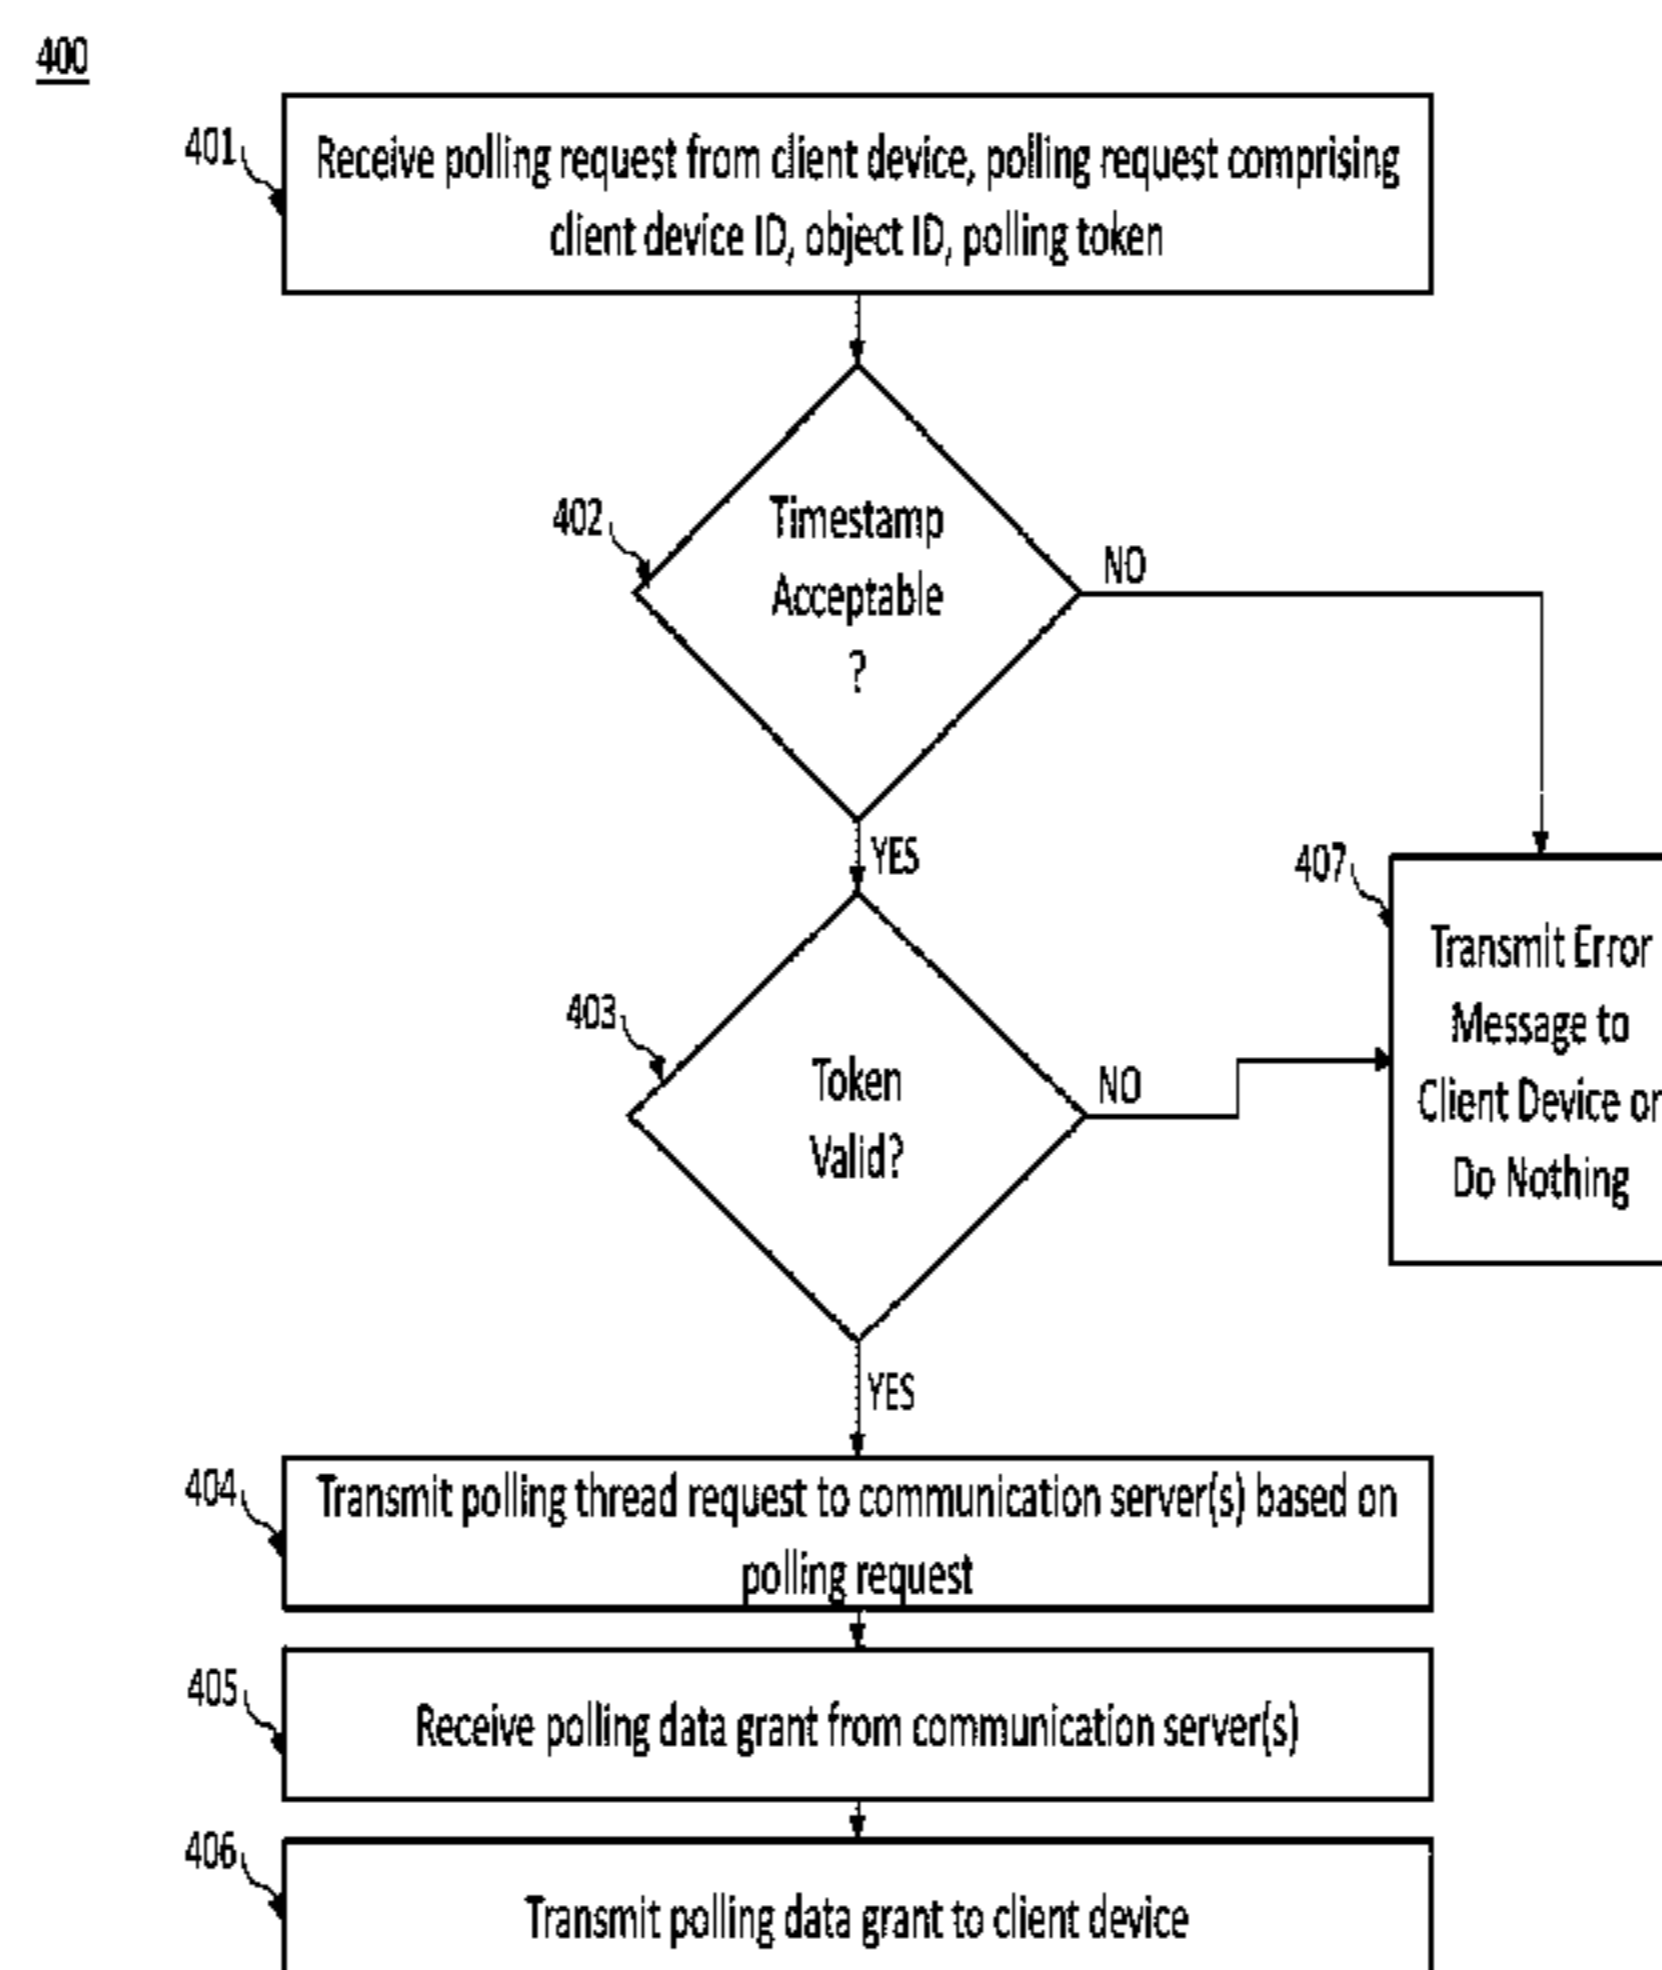 400
401
Receive polling request from client device, polling request comprising
client device ID, object ID, polling token
402
Timestamp
Acceptable
?
NO
YES
407
Transmit Error
Message to
Client Device or
Do Nothing
403
Token
Valid?
NO
YES
404
Transmit polling thread request to communication server(s) based on
polling request
405
Receive polling data grant from communication server(s)
406
Transmit polling data grant to client device